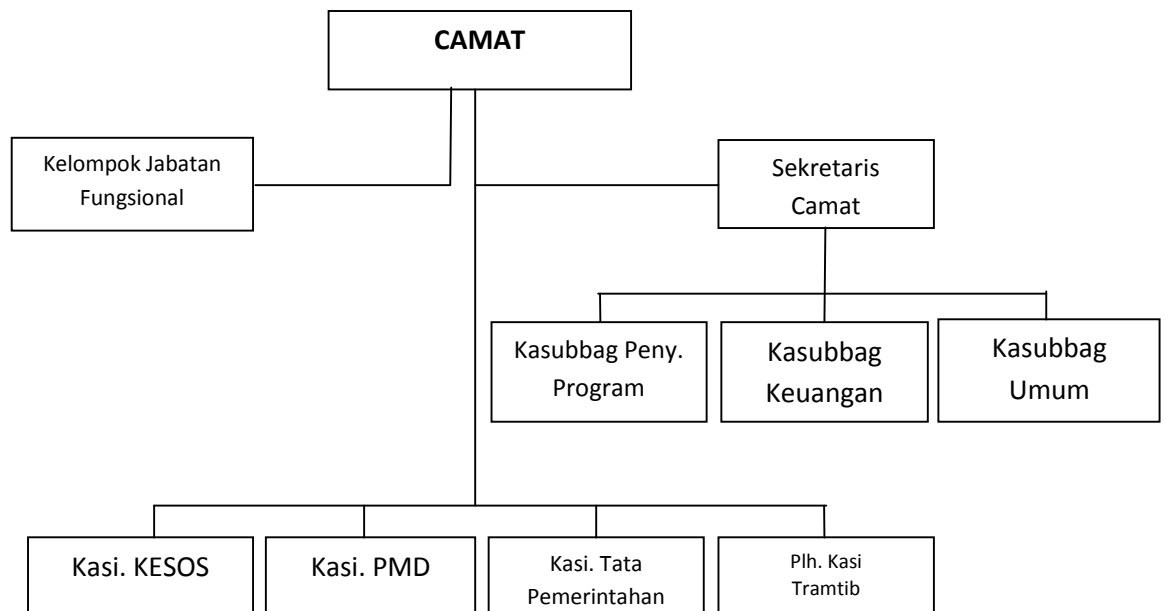 CAMAT
Kelompok Jabatan
Fungsional
Sekretaris
Camat
Kasubbag Peny.
Program
Kasubbag
Keuangan
Kasubbag
Umum
Kasi. KESOS
Kasi. PMD
Kasi. Tata
Pemerintahan
Plh. Kasi
Tramtib